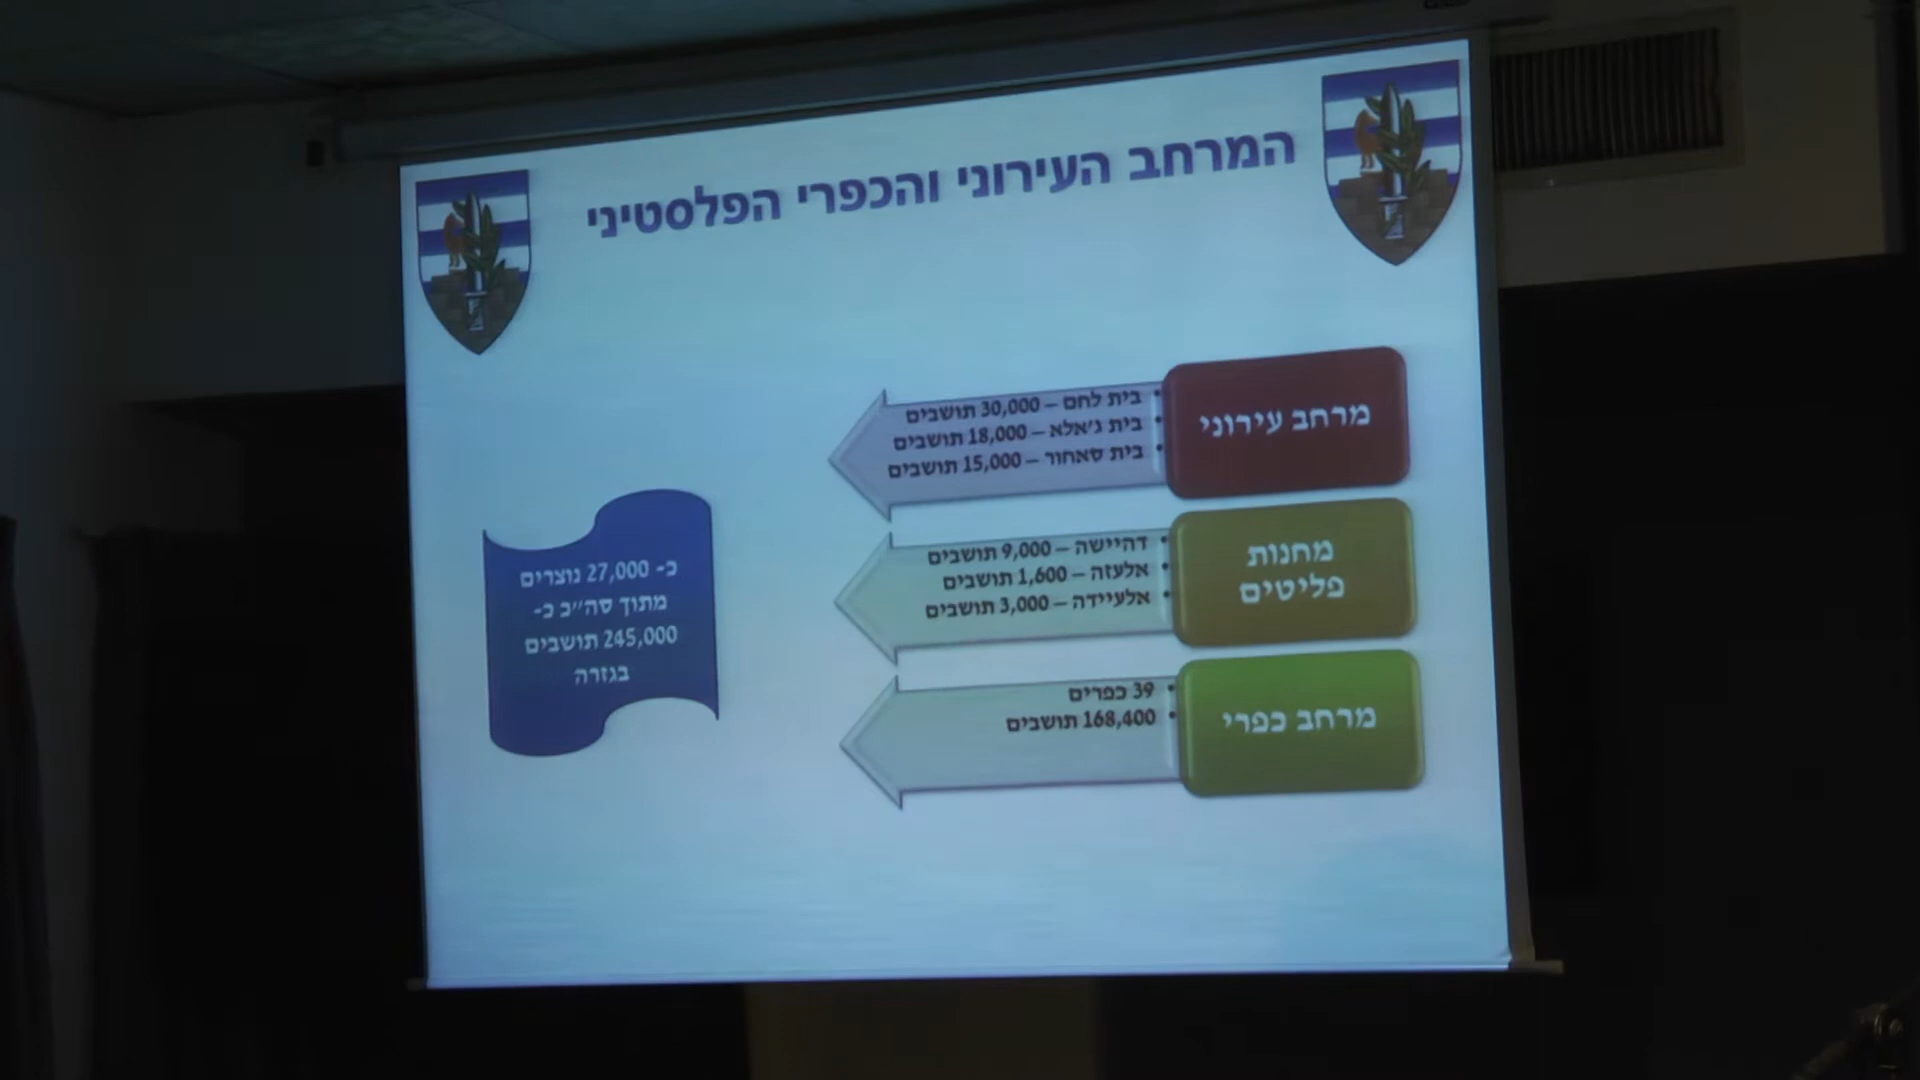 המרחב העירוני והכפרי הפלסטיני
מרחב עירוני
• בית לחם – 30,000 תושבים
• בית ג'אלא – 18,000 תושבים
• בית סאחור – 15,000 תושבים
מחנות
פליטים
• דהיישה – 9,000 תושבים
• אלעזה – 1,600 תושבים
• אלעיידה – 3,000 תושבים
מרחב כפרי
• 39 כפרים
• 168,400 תושבים
כ- 27,000 נוצרים
מתוך סה"כ כ-
245,000 תושבים
בגזרה